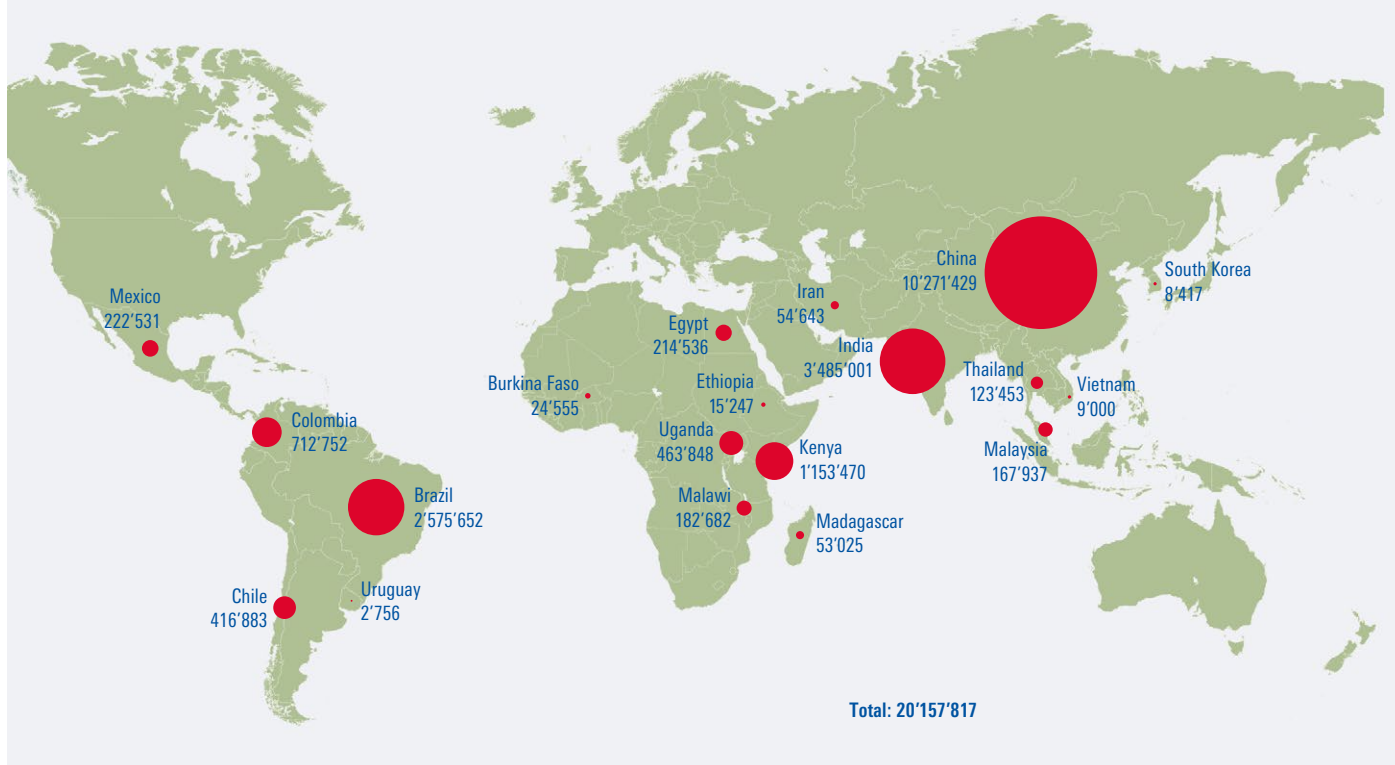 China
10’271’429
South Korea
8’417
Mexico
222’531
Iran
54’643
Egypt
214’536
India
3’485’001
Thailand
123’453
Vietnam
9’000
Burkina Faso
24’555
Ethiopia
15’247
Colombia
712’752
Uganda
463’848
Kenya
1’153’470
Malaysia
167’937
Brazil
2’575’652
Malawi
182’682
Madagascar
53’025
Chile
416’883
Uruguay
2’756
Total: 20’157’817